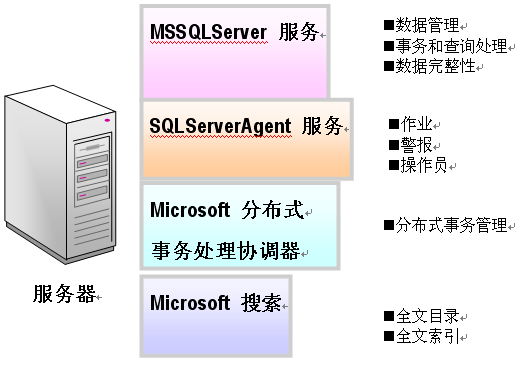 MSSQLServer 服务
■数据管理
■事务和查询处理
■数据完整性
SQLServerAgent 服务
■作业
■警报
■操作员
Microsoft 分布式
事务处理协调器
■分布式事务管理
服务器
Microsoft 搜索
■全文目录
■全文索引